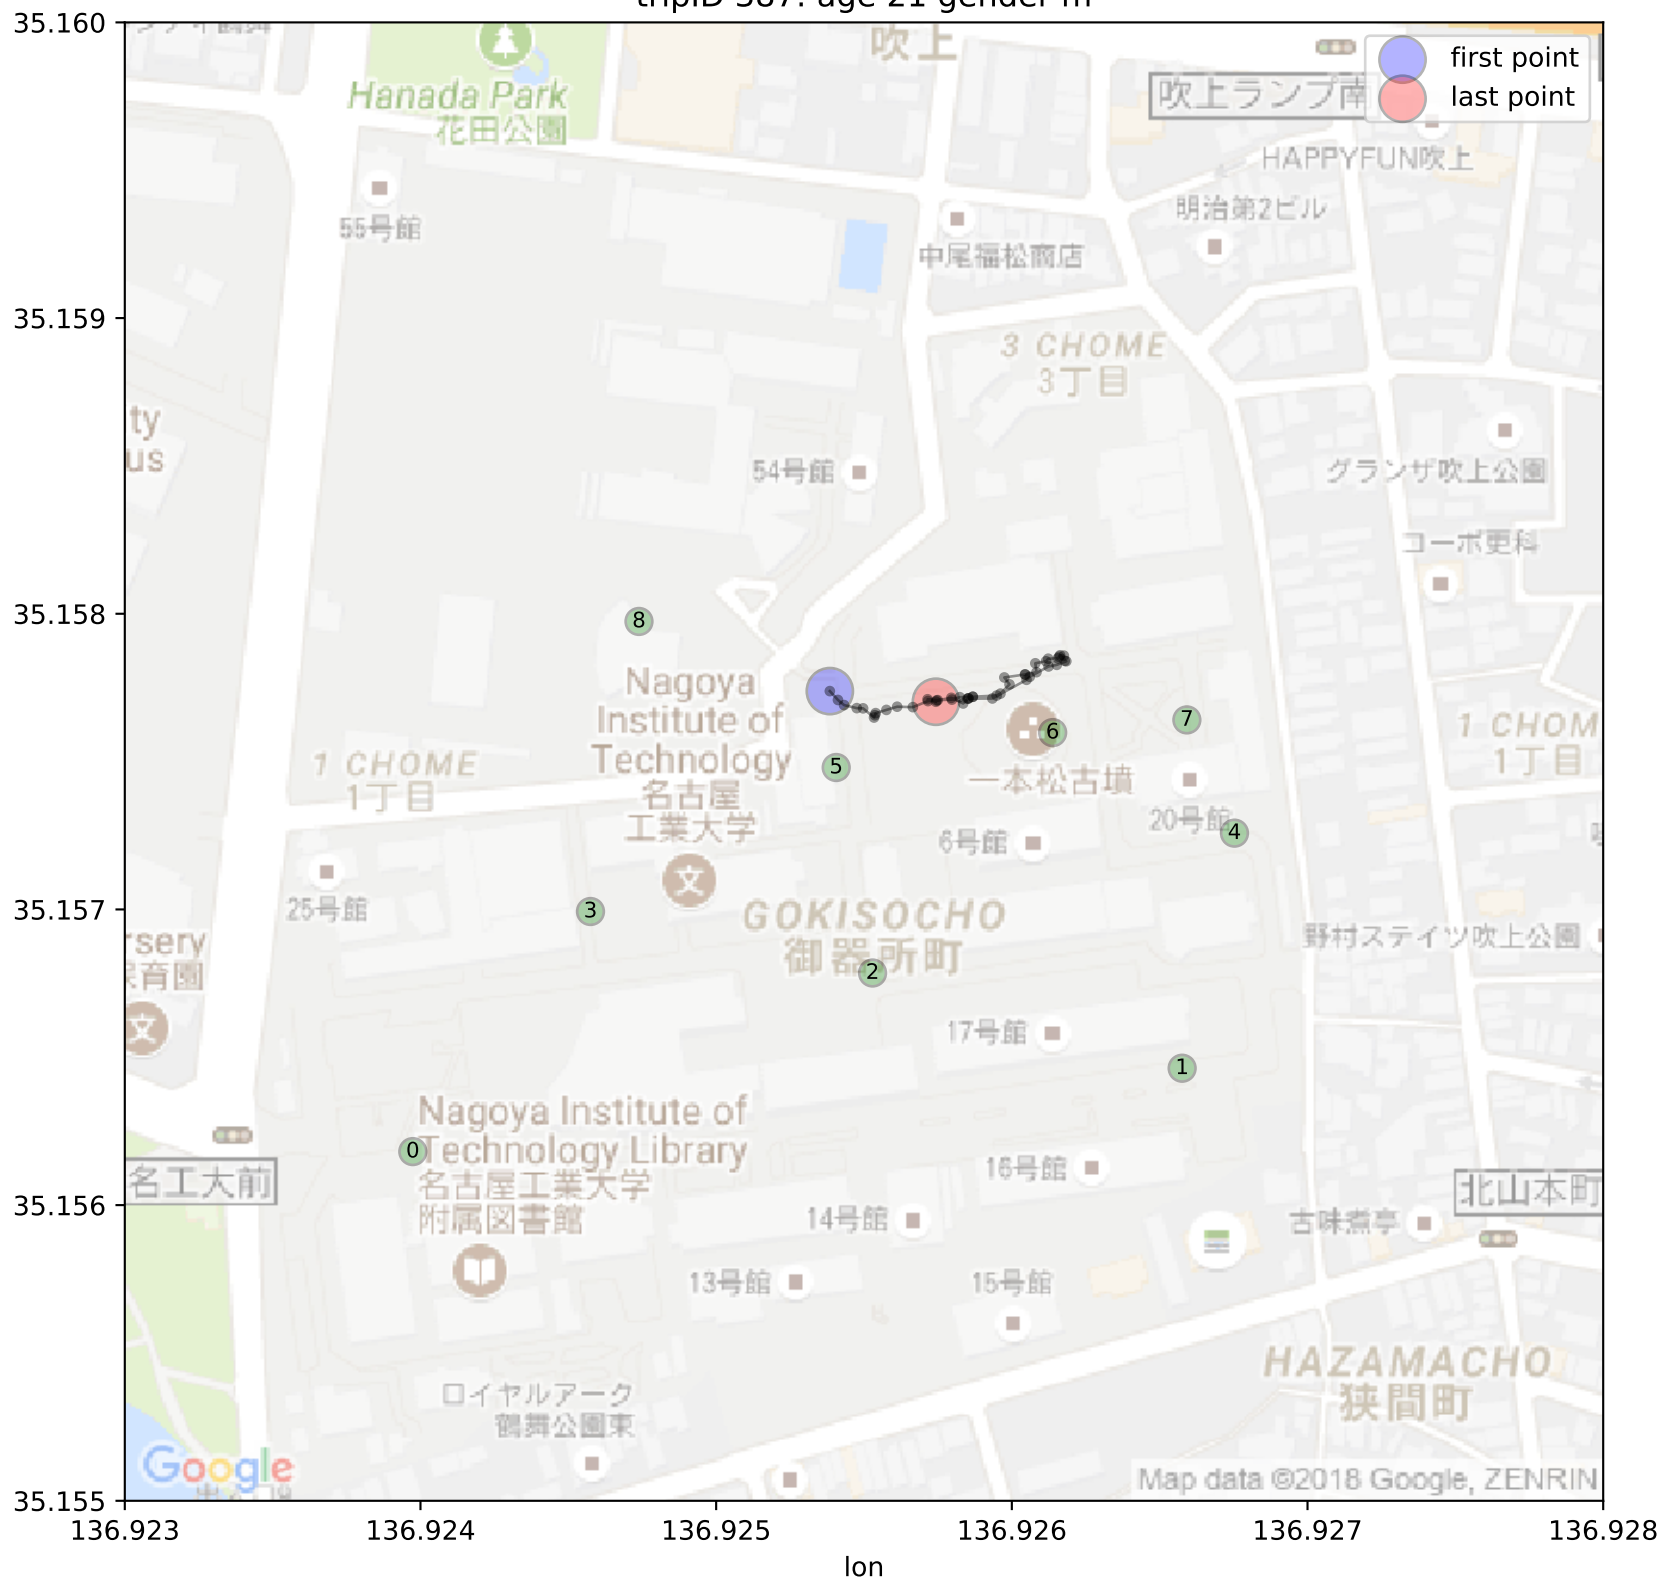 tripID 387: age 21 gender m
35.160
吹上
first point
last point
Hanada Park
花田公園
吹上ランプ南
HAPPYFUN吹上
55号館
明治第2ビル
中尾福松商店
35.159
3 CHOME
3丁目
ty
us
54号館
グランザ吹上公園
コーポ更科
35.158
8
Nagoya
Institute of
Technology
名古屋
工業大学
7
6
5
1 CHOME
1丁目
一本松古墳
1 CHOM
1丁目
20号館
4
6号館
25号館
35.157
3
GOKISOCHO
御器所町
2
rsery
保育園
野村ステイツ吹上公園
17号館
1
Nagoya Institute of
Technology Library
名古屋工業大学
附属図書館
0
名工大前
16号館
北山本町
35.156
14号館
古味煮亭
13号館
15号館
HAZAMACHO
狭間町
ロイヤルアーク
鶴舞公園東
Google
Map data ©2018 Google, ZENRIN
35.155
136.923
136.924
136.925
136.926
136.927
136.928
lon